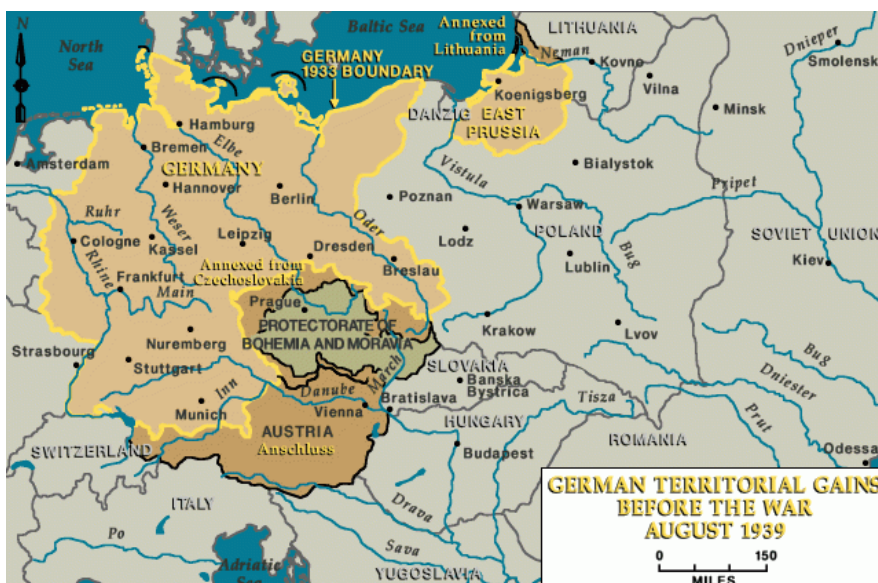 N
North
Sea
Baltic Sea
Annexed
from
Lithuania
LITHUANIA
Neman
Dnieper
Smolensk
GERMANY
1933 BOUNDARY
Kovno
Vilna
Koenigsberg
DANZIG
EAST
PRUSSIA
Minsk
Hamburg
Elbe
Bremen
Amsterdam
GERMANY
Hannover
Berlin
Bialystok
Vistula
Poznan
Pripet
Warsaw
Ruhr
Weser
Oder
Leipzig
Cologne
Kassel
Dresden
Lodz
POLAND
Bug
Lublin
SOVIET UNION
Kiev
Rhine
Frankfurt
Main
Annexed from
Czechoslovakia
Breslau
Prague
PROTECTORATE OF
BOHEMIA AND MORAVIA
Nuremberg
Krakow
Lvov
Strasbourg
Stuttgart
March
SLOVAKIA
Banska
Bystrica
Bug
Dniester
Inn
Danube
Munich
Vienna
Bratislava
Tisza
Prut
HUNGARY
AUSTRIA
Anschluss
SWITZERLAND
Budapest
ROMANIA
Odessa
ITALY
Drava
Po
Sava
Adriatic
Sea
YUGOSLAVIA
GERMAN TERRITORIAL GAINS
BEFORE THE WAR
AUGUST 1939
0 150
MILES